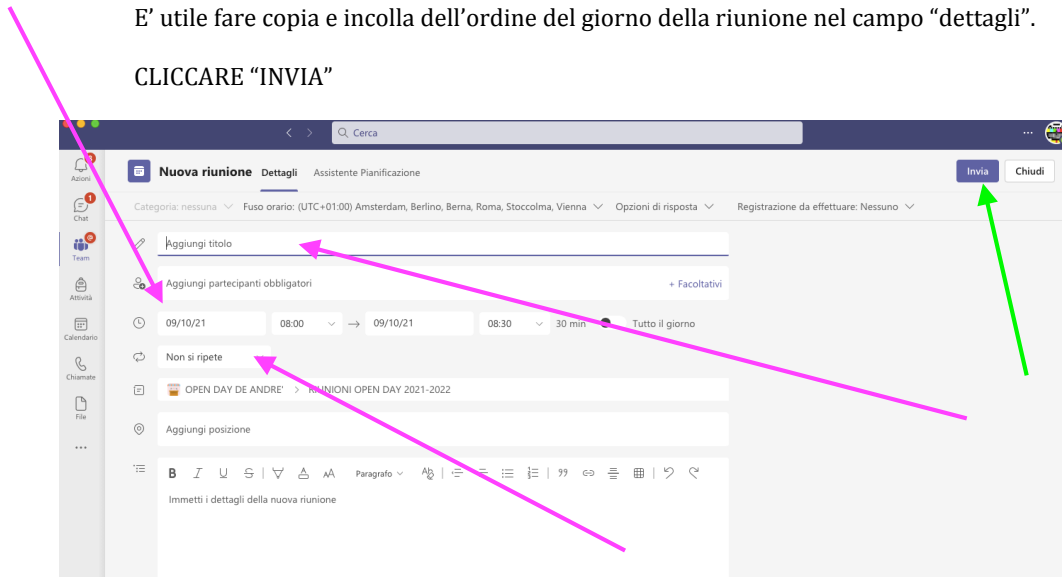 E’ utile fare copia e incolla dell’ordine del giorno della riunione nel campo “dettagli”.
CLICCARE “INVIA”
Cerca
Azioni
Nuova riunione Dettagli Assistente Pianificazione Invia Chiudi
1
Chat
Categoria: nessuna Fuso orario: (UTC+01:00) Amsterdam, Berlino, Berna, Roma, Stoccolma, Vienna Opzioni di risposta Registrazione da effettuare: Nessuno
Team
Aggiungi titolo
Attività
Aggiungi partecipanti obbligatori + Facoltativi
Calendario
09/10/21 08:00 → 09/10/21 08:30 30 min Tutto il giorno
Chiamate
Non si ripete
File
OPEN DAY DE ANDRE' > RIUNIONI OPEN DAY 2021-2022
Aggiungi posizione
B I U S A AA Paragrafo
Immetti i dettagli della nuova riunione